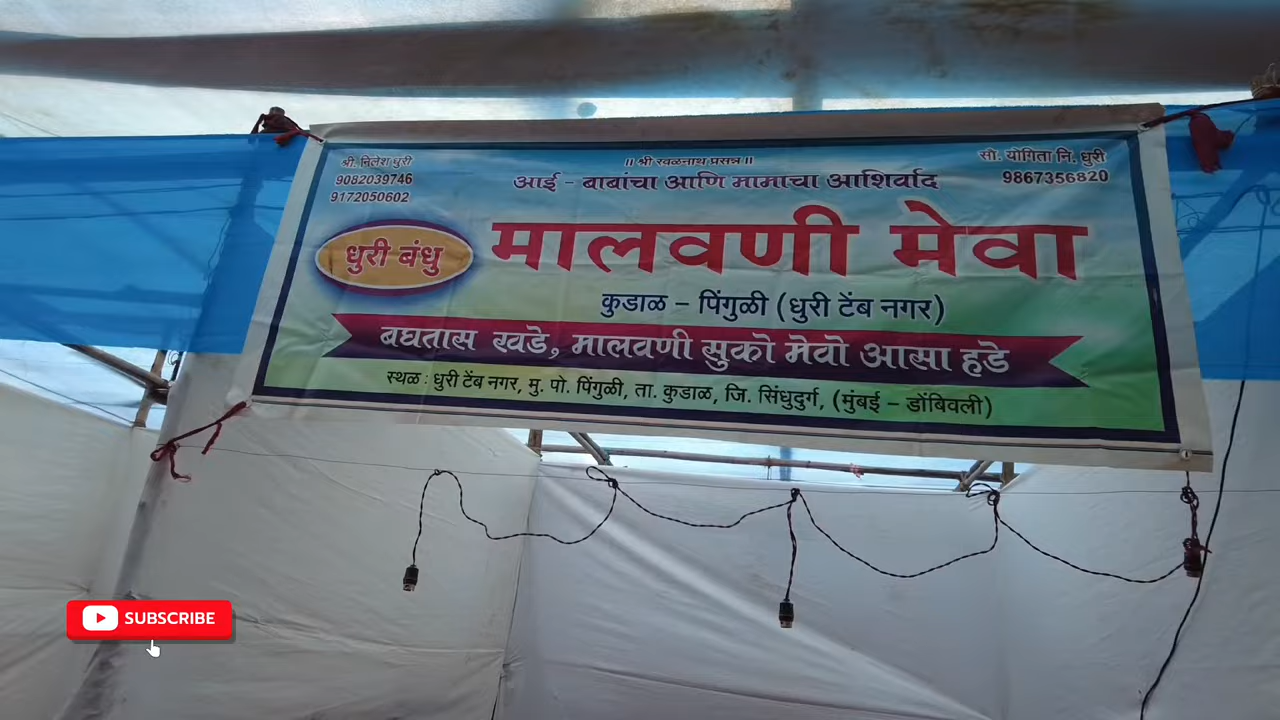 श्री. निलेश धुरी
9082039746
9172050602
॥ श्री रवळनाथ प्रसन्न ॥
सो. योगिता नि. धुरी
9867356820
आई - बाबांचा आणि मामाचा आशिर्वाद
धुरी बंधु
मालवणी मेवा
कुडाळ - पिंगुळी (धुरी टेंब नगर)
बघतास खडे, मालवणी सुको मेवो आसा हडे
स्थळ : धुरी टेंब नगर, मु. पो. पिंगुळी, ता. कुडाळ, जि. सिंधुदुर्ग, (मुंबई - डोंबिवली)
SUBSCRIBE